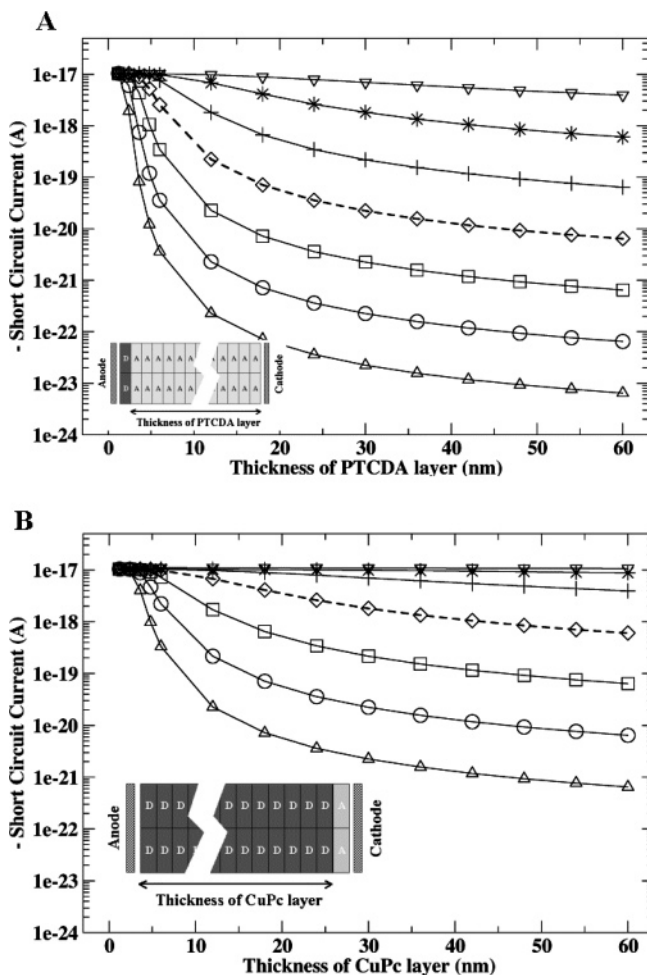 A
1e-17
1e-18
1e-19
1e-20
1e-21
1e-22
1e-23
1e-24
- Short Circuit Current (A)
Anode
D A A A A A A A A A
D A A A A A A A A A
Cathode
Thickness of PTCDA layer
0 10 20 30 40 50 60
Thickness of PTCDA layer (nm)
B
1e-17
1e-18
1e-19
1e-20
1e-21
1e-22
1e-23
1e-24
- Short Circuit Current (A)
Anode
D D D D D D D D D D A
D D D D D D D D D A
Cathode
Thickness of CuPc layer
0 10 20 30 40 50 60
Thickness of CuPc layer (nm)